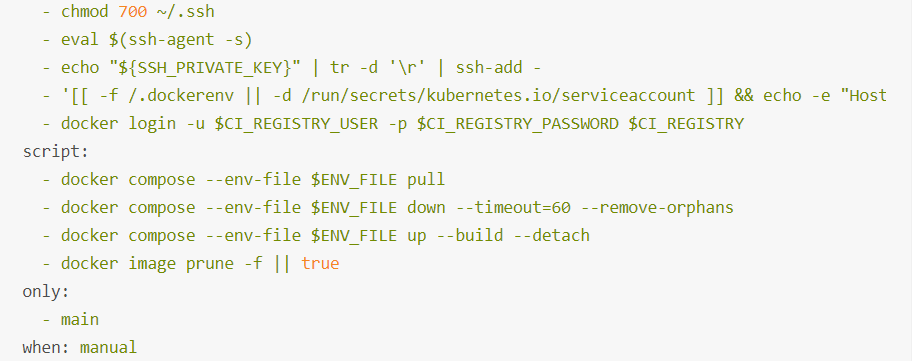 - chmod 700 ~/.ssh
- eval $(ssh-agent -s)
- echo "${SSH_PRIVATE_KEY}" | tr -d '\r' | ssh-add -
- '[[ -f /.dockerenv || -d /run/secrets/kubernetes.io/serviceaccount ]] && echo -e "Host
- docker login -u $CI_REGISTRY_USER -p $CI_REGISTRY_PASSWORD $CI_REGISTRY
script:
- docker compose --env-file $ENV_FILE pull
- docker compose --env-file $ENV_FILE down --timeout=60 --remove-orphans
- docker compose --env-file $ENV_FILE up --build --detach
- docker image prune -f || true
only:
- main
when: manual